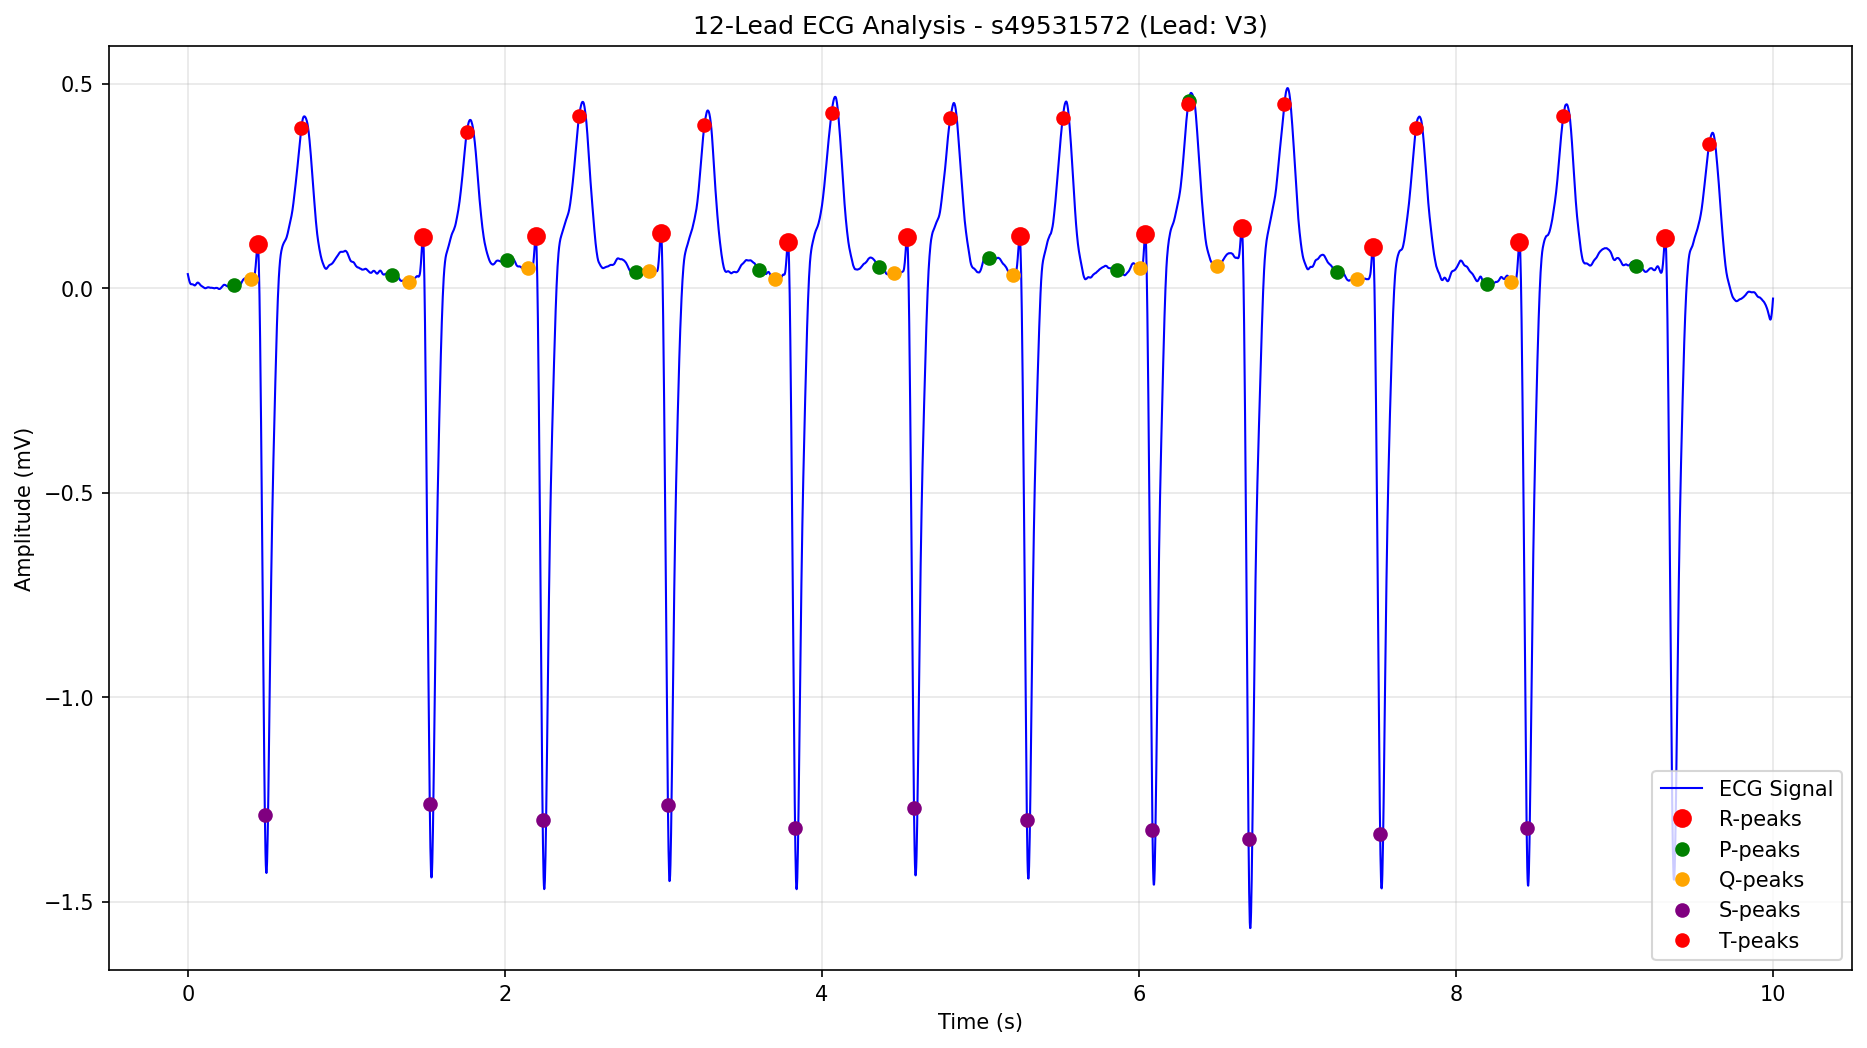 12-Lead ECG Analysis - s49531572 (Lead: V3)
Amplitude (mV)
0.5
0.0
−0.5
−1.0
−1.5
0 2 4 6 8 10
Time (s)
ECG Signal
R-peaks
P-peaks
Q-peaks
S-peaks
T-peaks